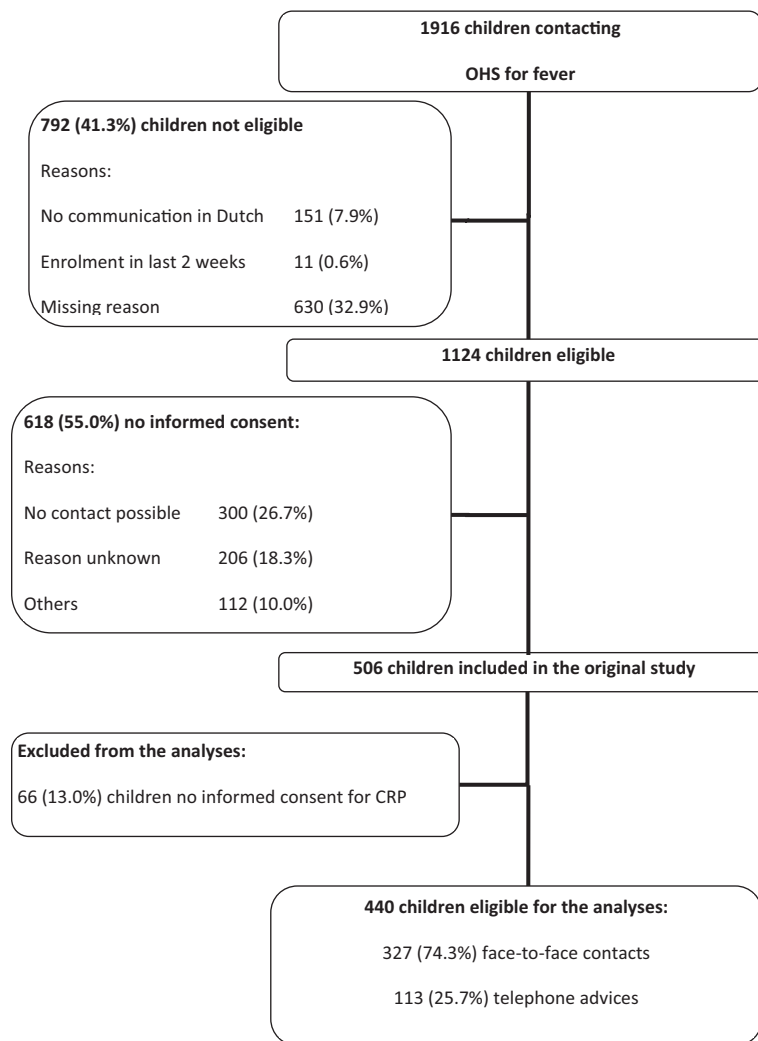 1916 children contacting
OHS for fever
792 (41.3%) children not eligible
Reasons:
No communication in Dutch 151 (7.9%)
Enrolment in last 2 weeks 11 (0.6%)
Missing reason 630 (32.9%)
1124 children eligible
618 (55.0%) no informed consent:
Reasons:
No contact possible 300 (26.7%)
Reason unknown 206 (18.3%)
Others 112 (10.0%)
506 children included in the original study
Excluded from the analyses:
66 (13.0%) children no informed consent for CRP
440 children eligible for the analyses:
327 (74.3%) face-to-face contacts
113 (25.7%) telephone advices